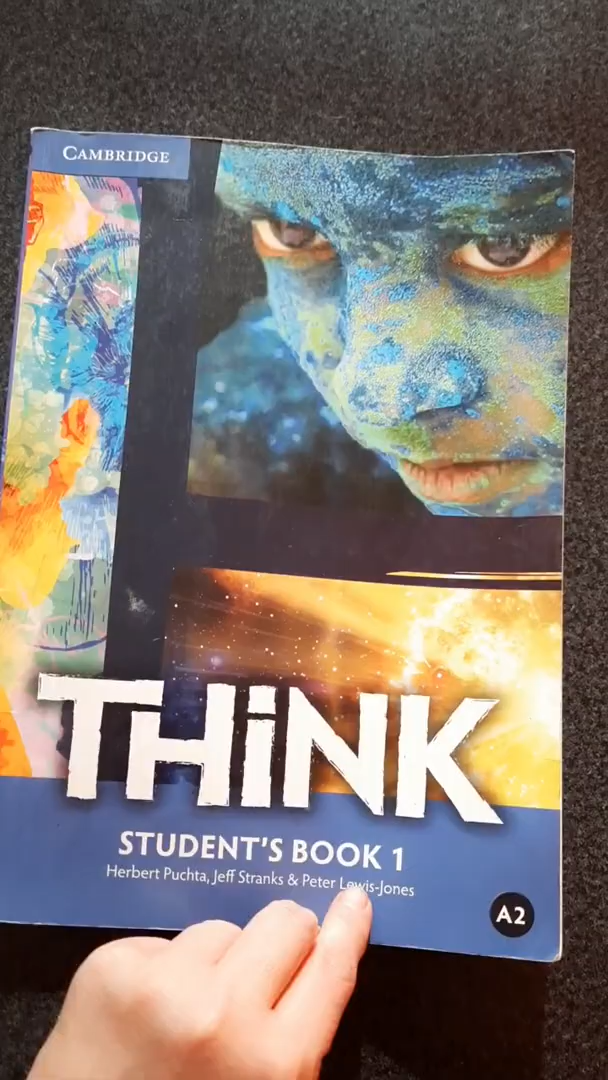 CAMBRIDGE
THiNK
STUDENT'S BOOK 1
Herbert Puchta, Jeff Stranks & Peter Lewis-Jones
A2